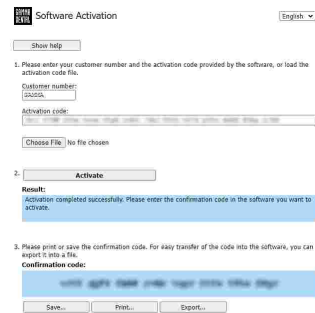 GAMMA
DENTAL
Software Activation
English
Show help
1. Please enter your customer number and the activation code provided by the software, or load the
activation code file.
Customer number:
Activation code:
Choose File No file chosen
2. Activate
Result:
Activation completed successfully. Please enter the confirmation code in the software you want to
activate.
3. Please print or save the confirmation code. For easy transfer of the code into the software, you can
export it into a file.
Confirmation code:
Save... Print... Export...